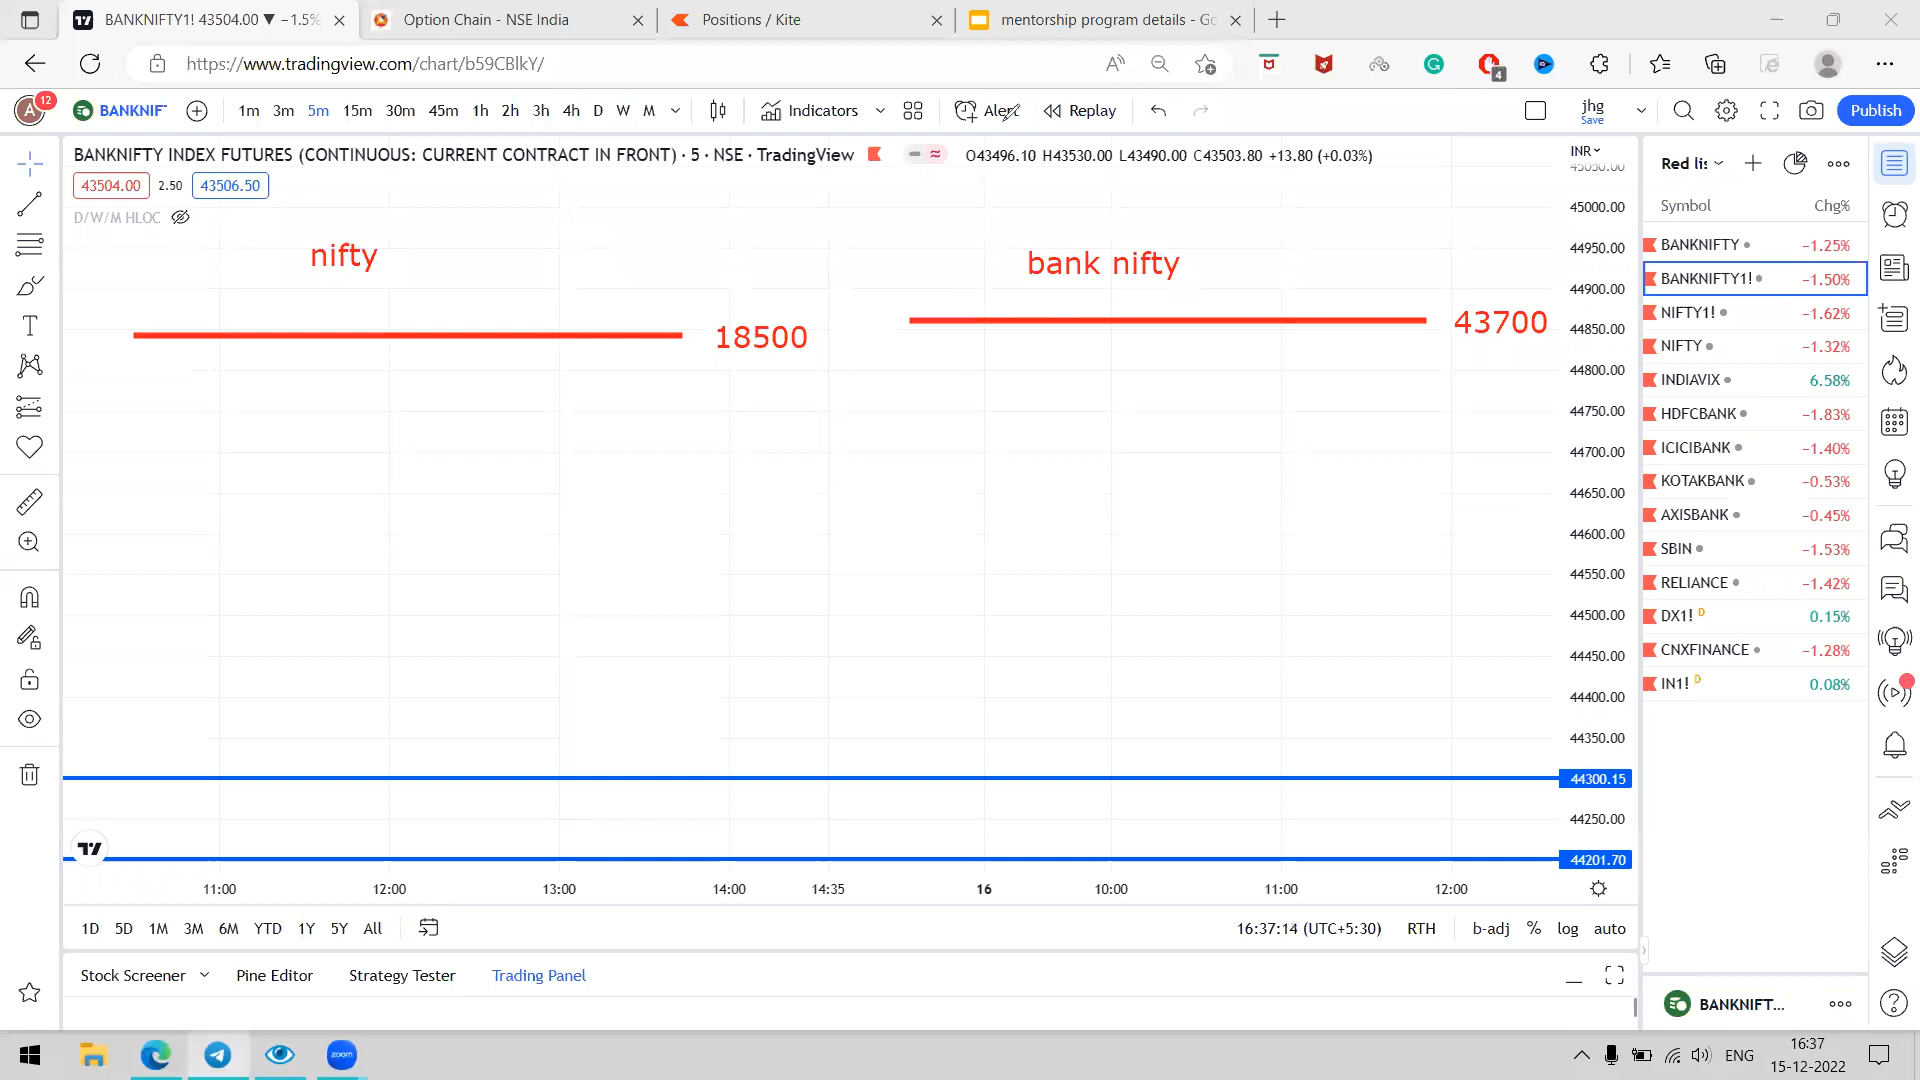 BANKNIFTY1! 43504.00 ▼ −1.5%
Option Chain - NSE India
Positions / Kite
mentorship program details - Go
https://www.tradingview.com/chart/b59CBlkY/
4
A 12
BANKNIF
1m 3m 5m 15m 30m 45m 1h 2h 3h 4h D W M
Indicators
Alert
Replay
jhg
Save
Publish
BANKNIFTY INDEX FUTURES (CONTINUOUS: CURRENT CONTRACT IN FRONT) · 5 · NSE · TradingView
O43496.10 H43530.00 L43490.00 C43503.80 +13.80 (+0.03%)
43504.00 2.50 43506.50
D/W/M HLOC
nifty
bank nifty
18500
43700
INR
45050.00
45000.00
44950.00
44900.00
44850.00
44800.00
44750.00
44700.00
44650.00
44600.00
44550.00
44500.00
44450.00
44400.00
44350.00
44300.15
44250.00
44201.70
11:00 12:00 13:00 14:00 14:35 16 10:00 11:00 12:00
1D 5D 1M 3M 6M YTD 1Y 5Y All
16:37:14 (UTC+5:30) RTH b-adj % log auto
Stock Screener Pine Editor Strategy Tester Trading Panel
Red lis
Symbol Chg%
BANKNIFTY −1.25%
BANKNIFTY1! −1.50%
NIFTY1! −1.62%
NIFTY −1.32%
INDIAVIX 6.58%
HDFCBANK −1.83%
ICICIBANK −1.40%
KOTAKBANK −0.53%
AXISBANK −0.45%
SBIN −1.53%
RELIANCE −1.42%
DX1! D 0.15%
CNXFINANCE −1.28%
IN1! D 0.08%
BANKNIFT...
zoom
ENG
16:37
15-12-2022